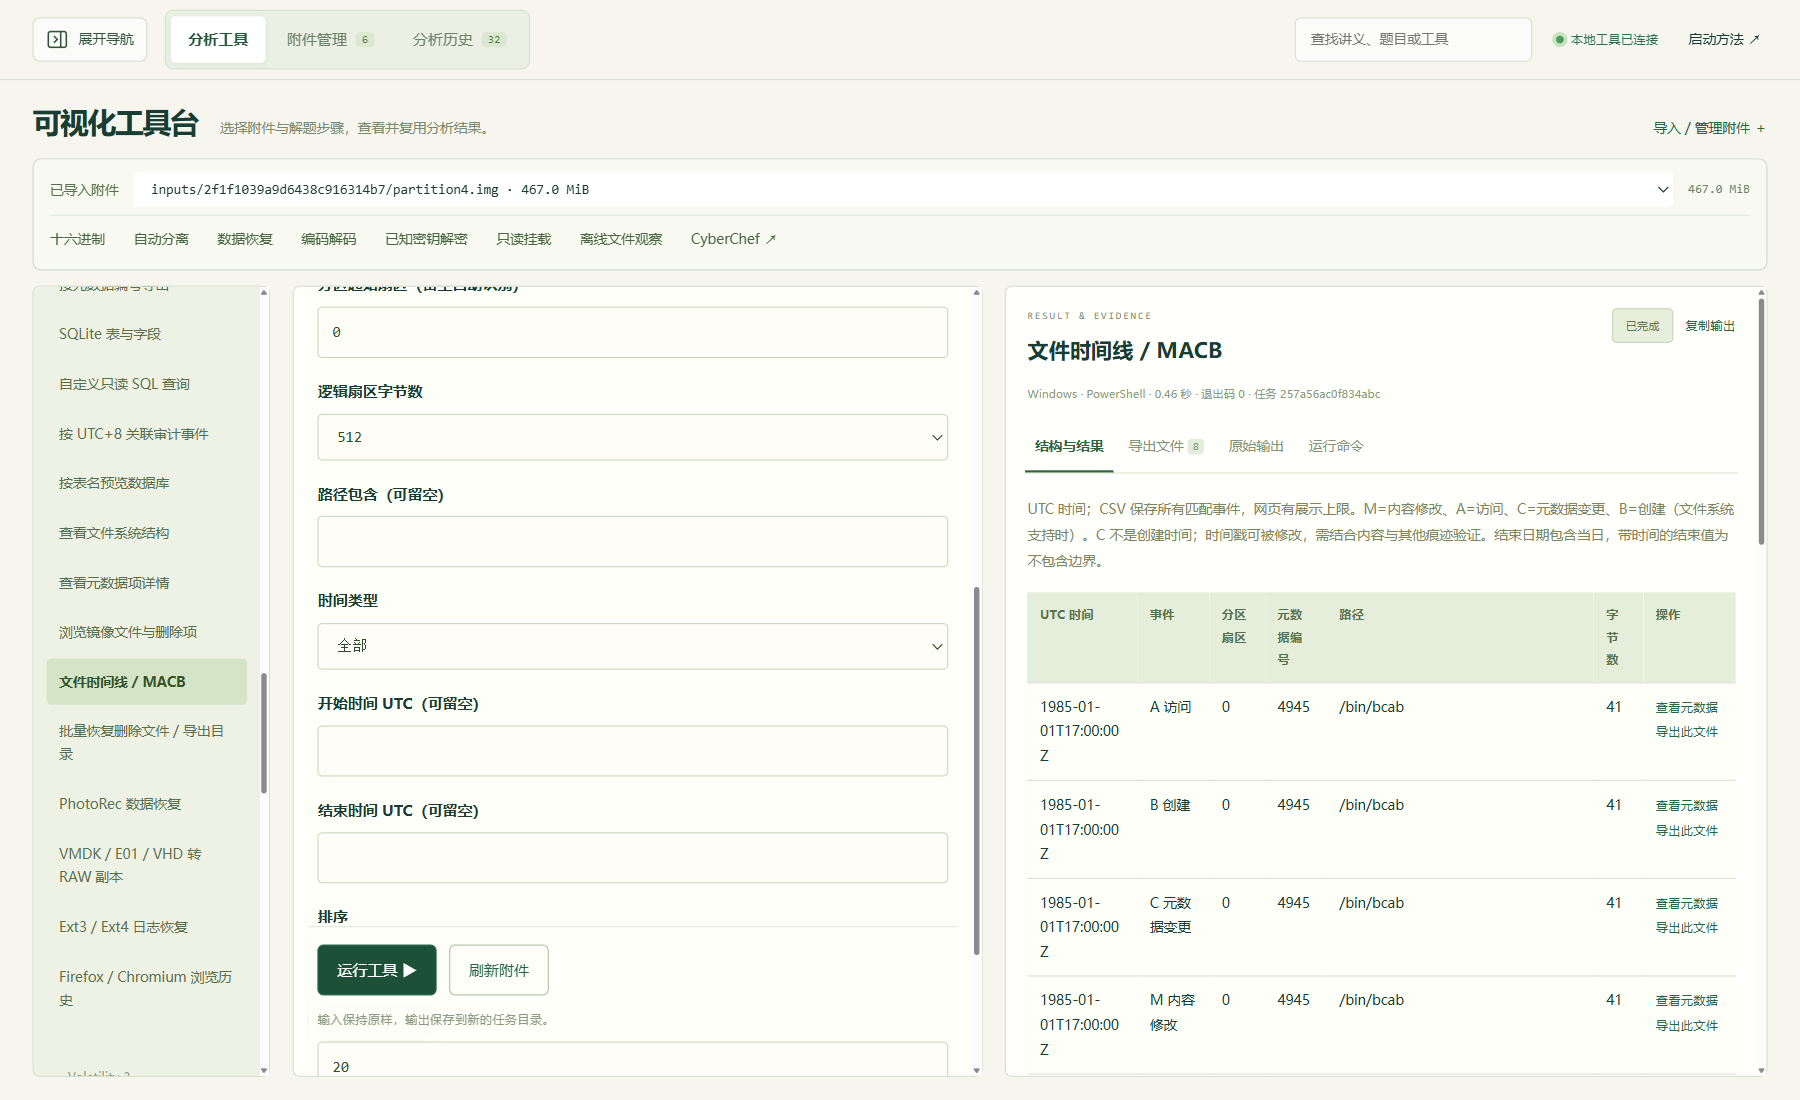 展开导航
分析工具
附件管理 6
分析历史 32
查找讲义、题目或工具
本地工具已连接
启动方法 ↗
可视化工具台
选择附件与解题步骤，查看并复用分析结果。
导入 / 管理附件 +
已导入附件
inputs/2f1f1039a9d6438c916314b7/partition4.img · 467.0 MiB
467.0 MiB
十六进制
自动分离
数据恢复
编码解码
已知密钥解密
只读挂载
离线文件观察
CyberChef ↗
按元数据编号导出
SQLite 表与字段
自定义只读 SQL 查询
按 UTC+8 关联审计事件
按表名预览数据库
查看文件系统结构
查看元数据项详情
浏览镜像文件与删除项
文件时间线 / MACB
批量恢复删除文件 / 导出目
录
PhotoRec 数据恢复
VMDK / E01 / VHD 转
RAW 副本
Ext3 / Ext4 日志恢复
Firefox / Chromium 浏览历
史
Volatility 3
分区起始扇区（留空自动识别）
0
逻辑扇区字节数
512
路径包含（可留空）
时间类型
全部
开始时间 UTC（可留空）
结束时间 UTC（可留空）
排序
运行工具 ▶
刷新附件
输入保持原样，输出保存到新的任务目录。
20
RESULT & EVIDENCE
文件时间线 / MACB
已完成
复制输出
Windows · PowerShell · 0.46 秒 · 退出码 0 · 任务 257a56ac0f834abc
结构与结果
导出文件 8
原始输出
运行命令
UTC 时间；CSV 保存所有匹配事件，网页有展示上限。M=内容修改、A=访问、C=元数据变更、B=创建（文件系统
支持时）。C 不是创建时间；时间戳可被修改，需结合内容与其他痕迹验证。结束日期包含当日，带时间的结束值为
不包含边界。
UTC 时间
事件
分区
扇区
元数
据编
号
路径
字
节
数
操作
1985-01-
01T17:00:00
Z
A 访问
0
4945
/bin/bcab
41
查看元数据
导出此文件
1985-01-
01T17:00:00
Z
B 创建
0
4945
/bin/bcab
41
查看元数据
导出此文件
1985-01-
01T17:00:00
Z
C 元数
据变更
0
4945
/bin/bcab
41
查看元数据
导出此文件
1985-01-
01T17:00:00
Z
M 内容
修改
0
4945
/bin/bcab
41
查看元数据
导出此文件